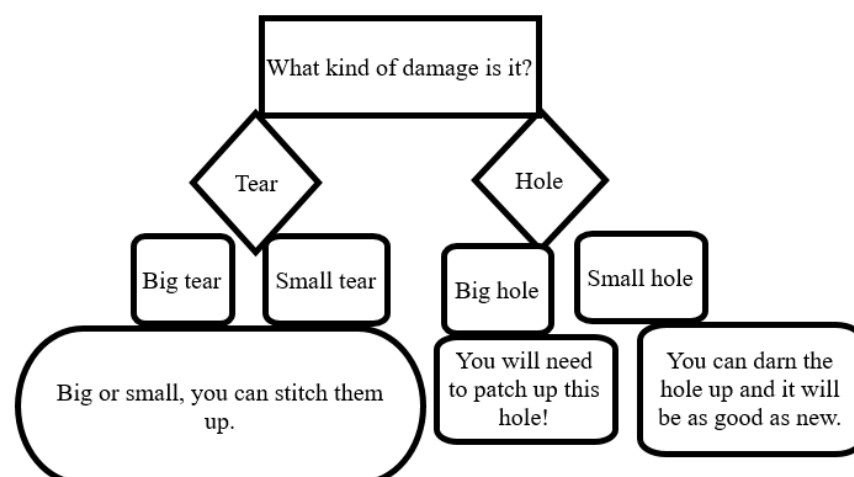 What kind of damage is it?
Tear
Hole
Big tear
Small tear
Big hole
Small hole
Big or small, you can stitch them
up.
You will need
to patch up this
hole!
You can darn the
hole up and it will
be as good as new.